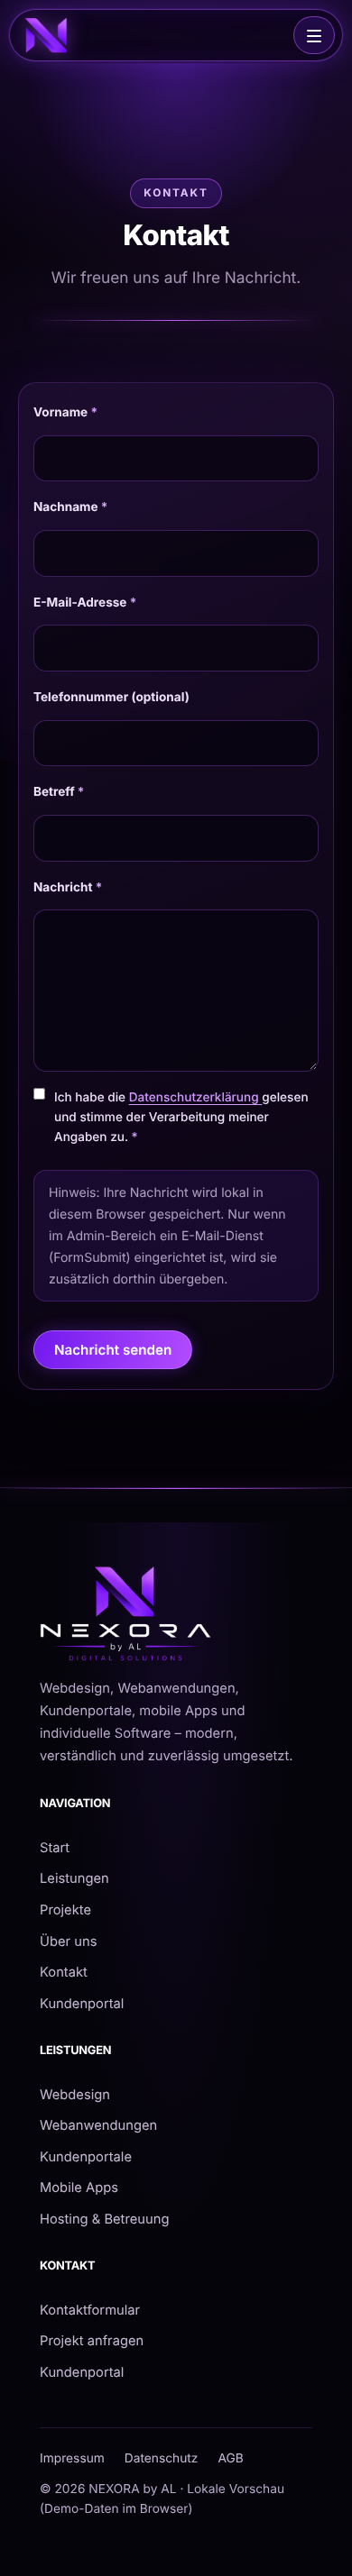 KONTAKT
Kontakt
Wir freuen uns auf Ihre Nachricht.
Vorname *
Nachname *
E-Mail-Adresse *
Telefonnummer (optional)
Betreff *
Nachricht *
Ich habe die Datenschutzerklärung gelesen
und stimme der Verarbeitung meiner
Angaben zu. *
Hinweis: Ihre Nachricht wird lokal in
diesem Browser gespeichert. Nur wenn
im Admin-Bereich ein E-Mail-Dienst
(FormSubmit) eingerichtet ist, wird sie
zusätzlich dorthin übergeben.
Nachricht senden
NEXORA
by AL
DIGITAL SOLUTIONS
Webdesign, Webanwendungen,
Kundenportale, mobile Apps und
individuelle Software – modern,
verständlich und zuverlässig umgesetzt.
NAVIGATION
Start
Leistungen
Projekte
Über uns
Kontakt
Kundenportal
LEISTUNGEN
Webdesign
Webanwendungen
Kundenportale
Mobile Apps
Hosting & Betreuung
KONTAKT
Kontaktformular
Projekt anfragen
Kundenportal
Impressum Datenschutz AGB
© 2026 NEXORA by AL · Lokale Vorschau
(Demo-Daten im Browser)